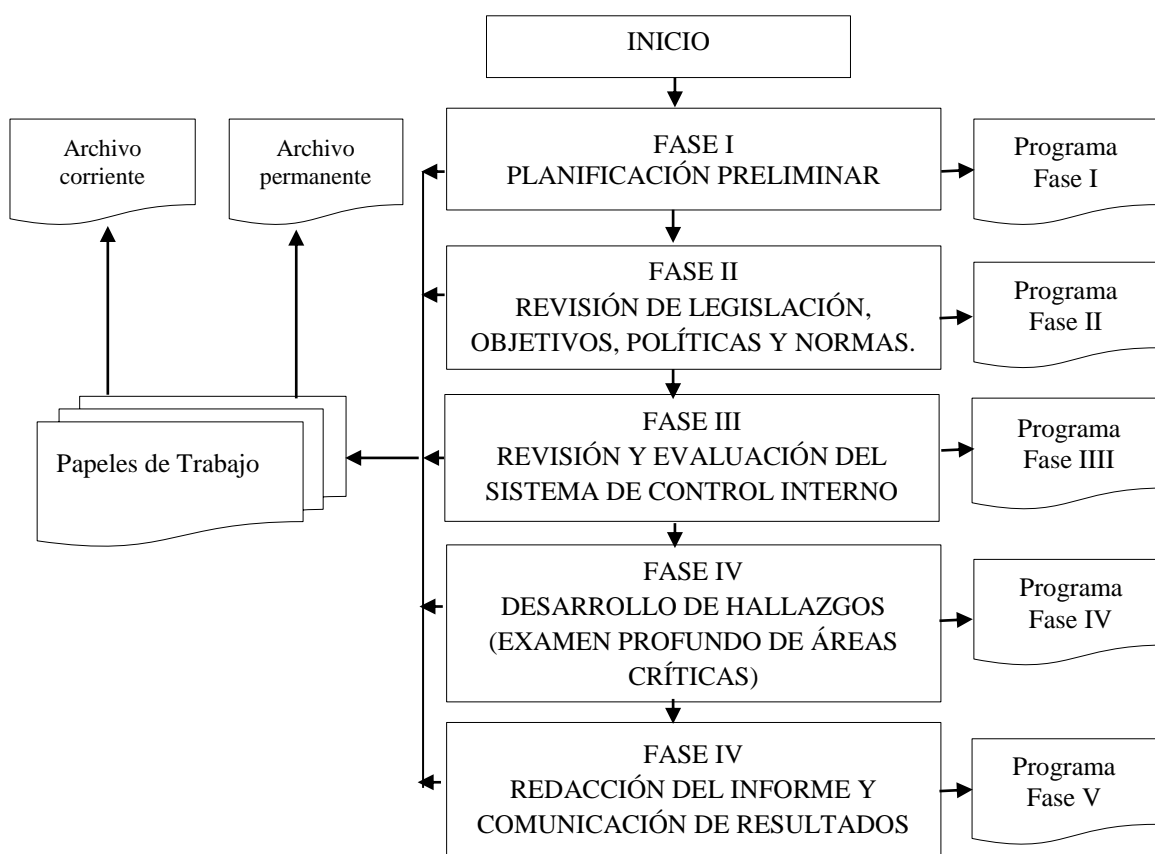 INICIO
FASE I
PLANIFICACIÓN PRELIMINAR
Programa
Fase I
Archivo
corriente
Archivo
permanente
FASE II
REVISIÓN DE LEGISLACIÓN,
OBJETIVOS, POLÍTICAS Y NORMAS.
Programa
Fase II
FASE III
REVISIÓN Y EVALUACIÓN DEL
SISTEMA DE CONTROL INTERNO
Programa
Fase IIII
Papeles de Trabajo
FASE IV
DESARROLLO DE HALLAZGOS
(EXAMEN PROFUNDO DE ÁREAS
CRÍTICAS)
Programa
Fase IV
FASE IV
REDACCIÓN DEL INFORME Y
COMUNICACIÓN DE RESULTADOS
Programa
Fase V